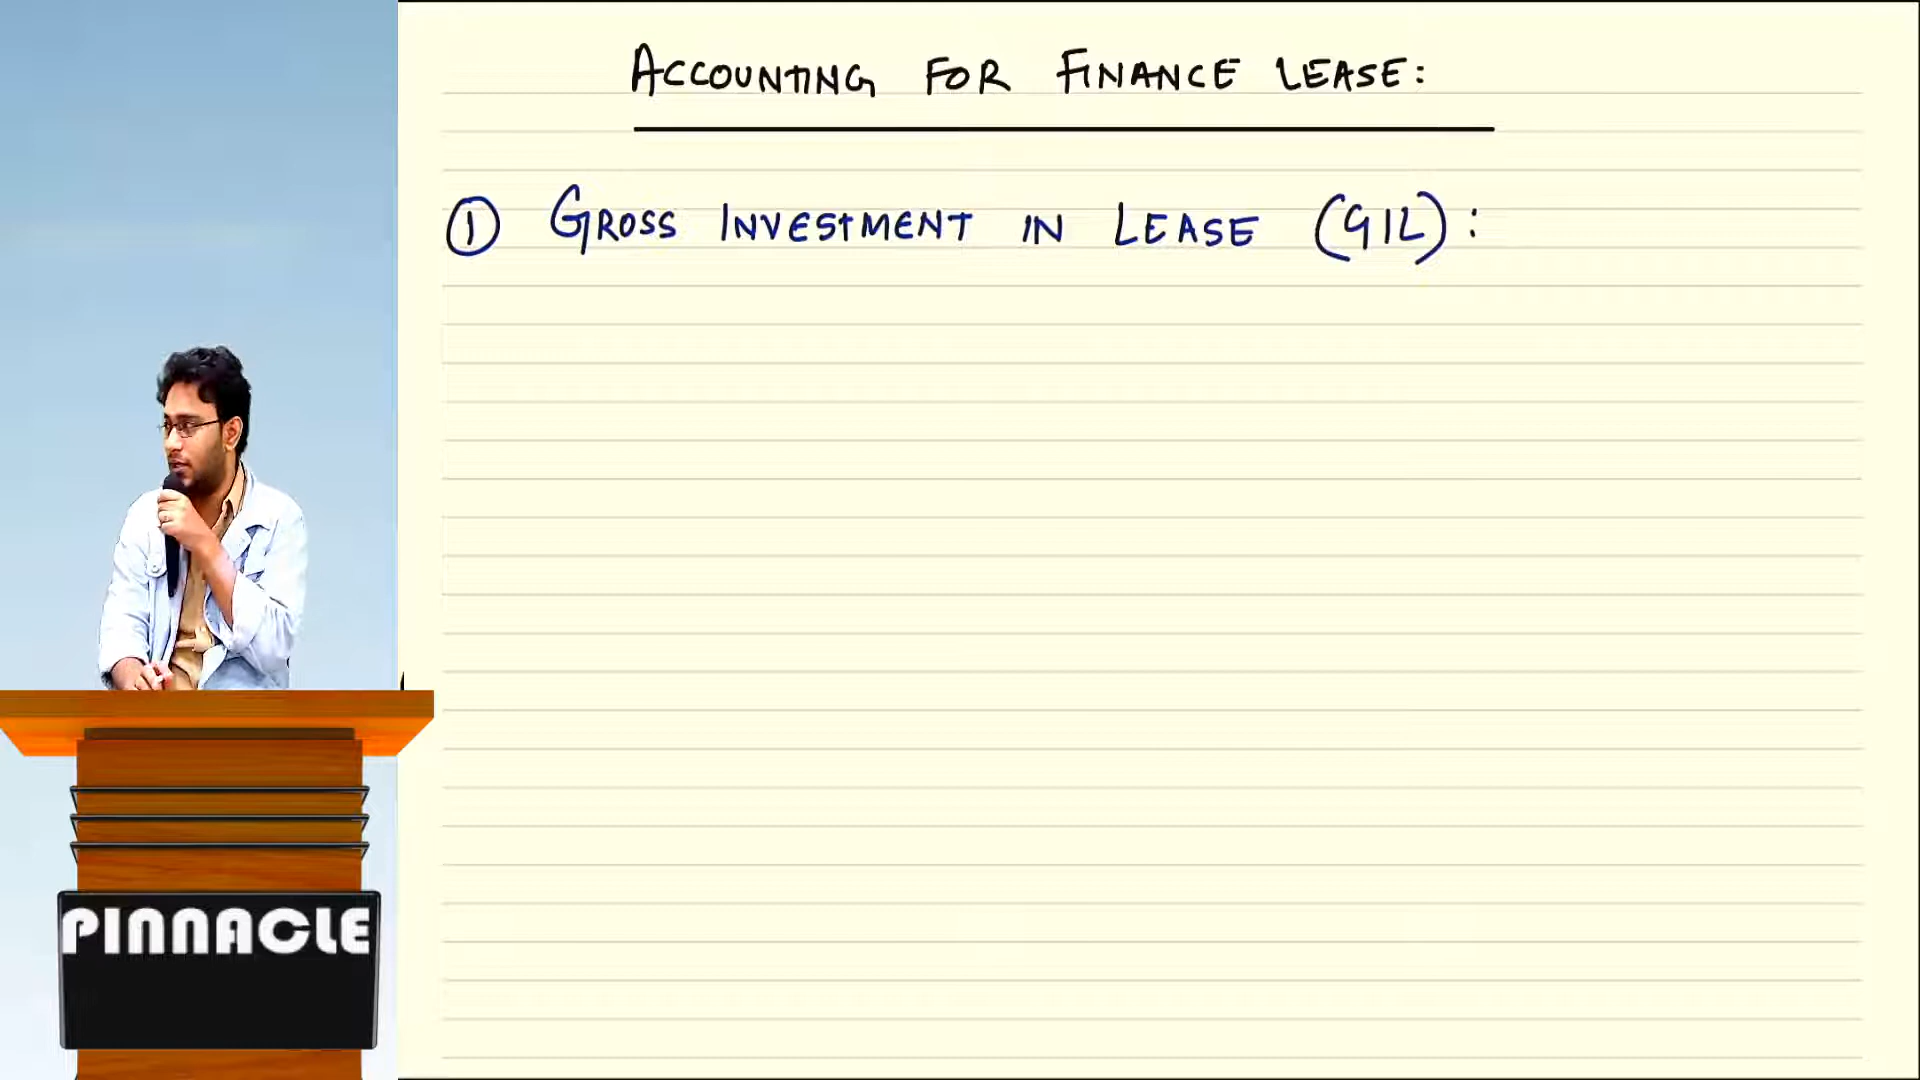 ACCOUNTING FOR FINANCE LEASE:
① GROSS INVESTMENT IN LEASE (GIL):
PINNACLE